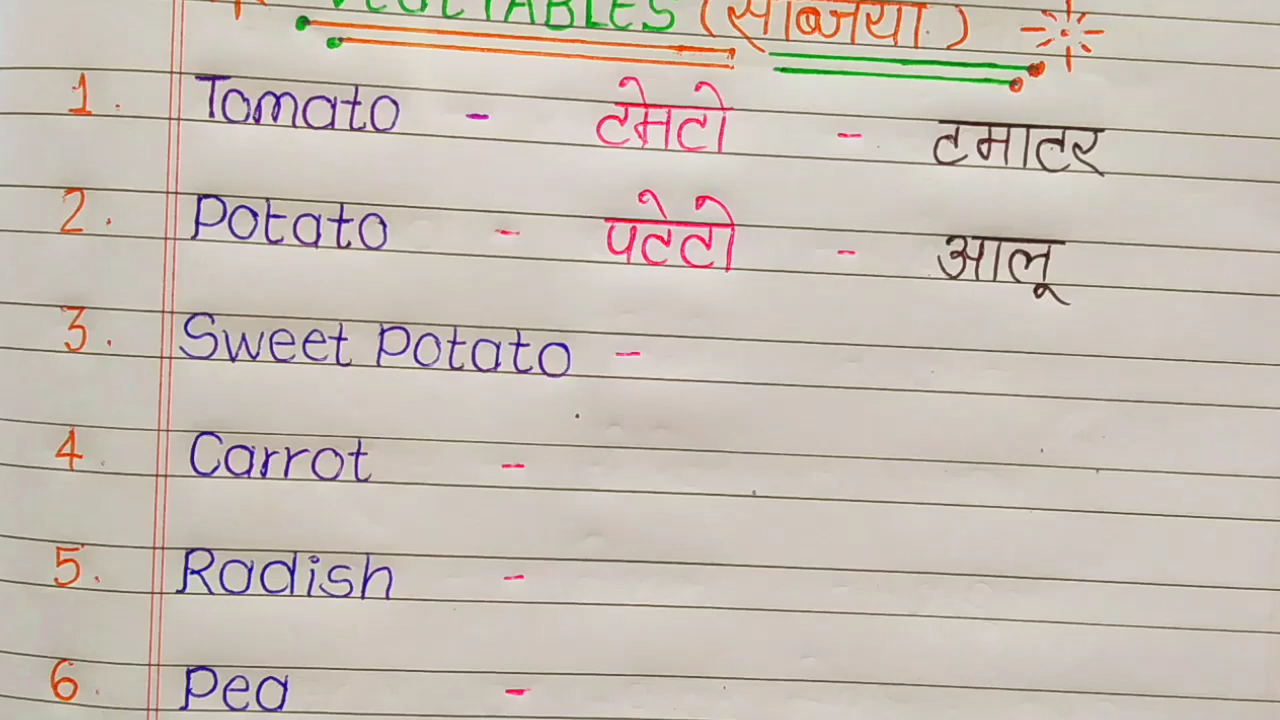 VEGETABLES (सब्जियां)
1. Tomato - टमेटो - टमाटर
2. Potato - पटेटो - आलू
3. Sweet Potato -
4. Carrot -
5. Radish -
6. Pea -